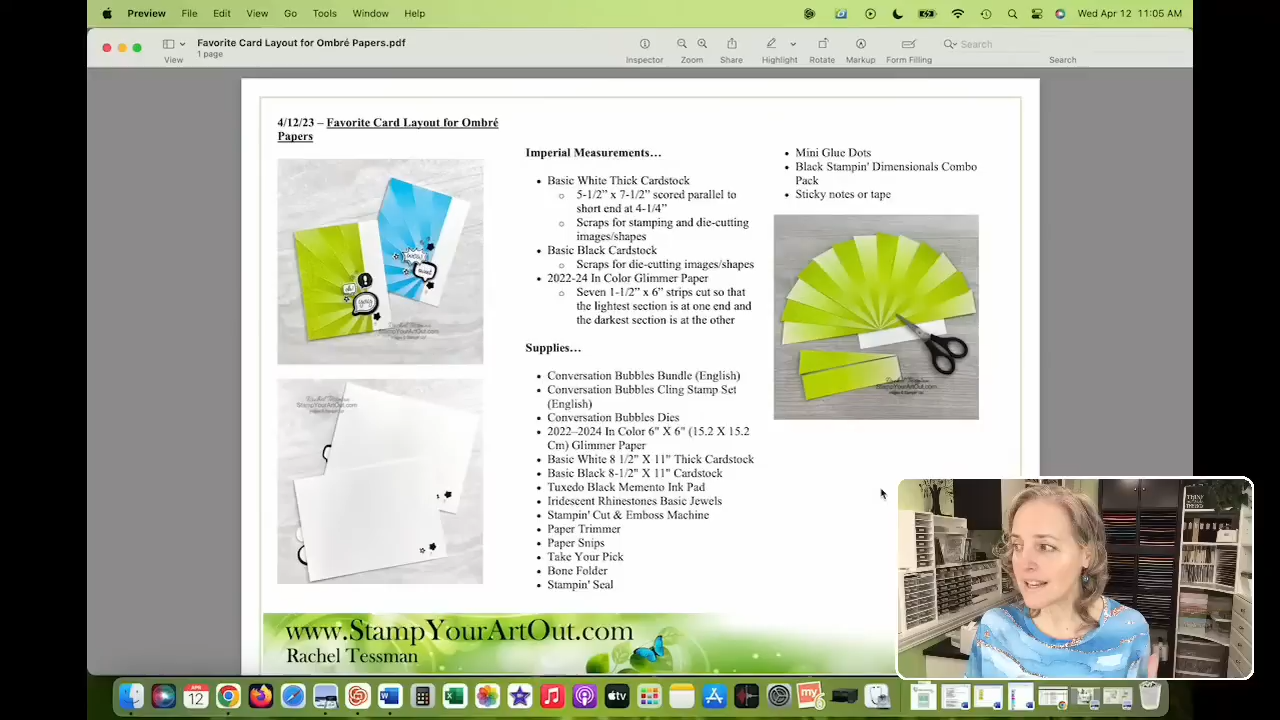 Preview File Edit View Go Tools Window Help Wed Apr 12 11:05 AM
Favorite Card Layout for Ombré Papers.pdf
1 page
Search
View Inspector Zoom Share Highlight Rotate Markup Form Filling Search
4/12/23 – Favorite Card Layout for Ombré
Papers
Imperial Measurements…
• Basic White Thick Cardstock
o 5-1/2” x 7-1/2” scored parallel to
short end at 4-1/4”
o Scraps for stamping and die-cutting
images/shapes
• Basic Black Cardstock
o Scraps for die-cutting images/shapes
• 2022-24 In Color Glimmer Paper
o Seven 1-1/2” x 6” strips cut so that
the lightest section is at one end and
the darkest section is at the other
Supplies…
• Conversation Bubbles Bundle (English)
• Conversation Bubbles Cling Stamp Set
(English)
• Conversation Bubbles Dies
• 2022–2024 In Color 6" X 6" (15.2 X 15.2
Cm) Glimmer Paper
• Basic White 8 1/2" X 11" Thick Cardstock
• Basic Black 8-1/2" X 11" Cardstock
• Tuxedo Black Memento Ink Pad
• Iridescent Rhinestones Basic Jewels
• Stampin' Cut & Emboss Machine
• Paper Trimmer
• Paper Snips
• Take Your Pick
• Bone Folder
• Stampin' Seal
• Mini Glue Dots
• Black Stampin' Dimensionals Combo
Pack
• Sticky notes or tape
StampYourArtOut.com
StampYourArtOut.com
StampYourArtOut.com
www.StampYourArtOut.com
Rachel Tessman
APR
12
tv